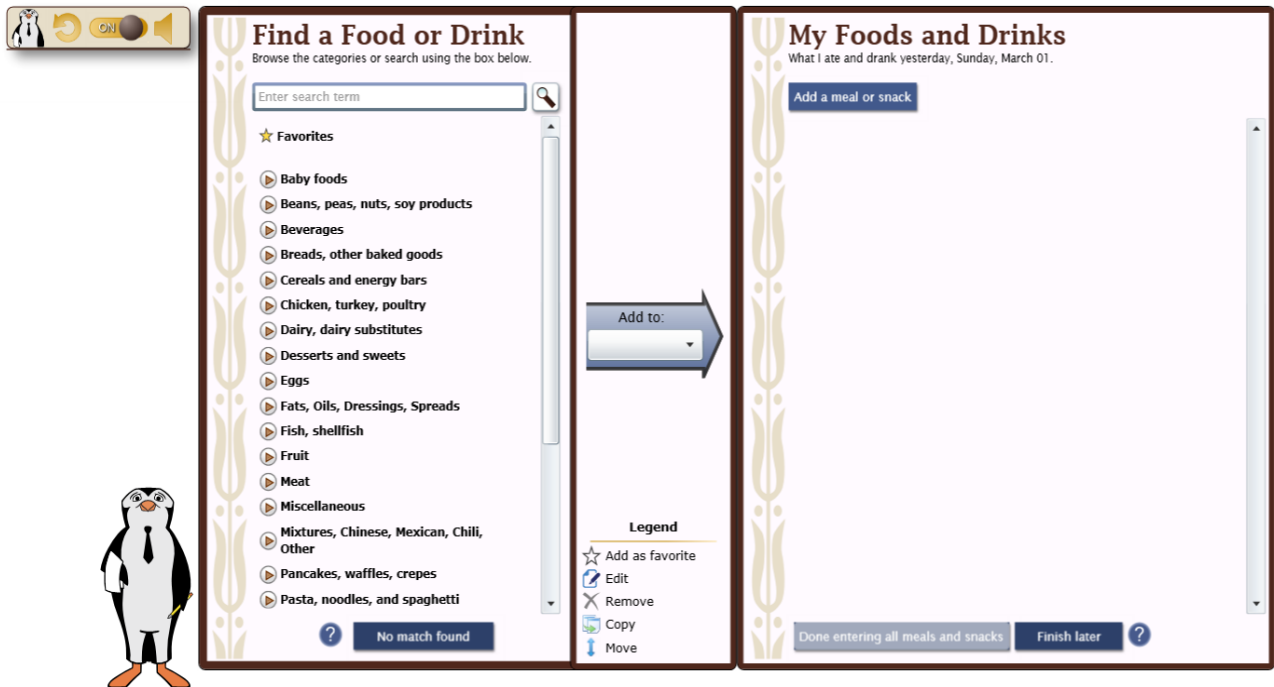 ON
Find a Food or Drink
Browse the categories or search using the box below.
Enter search term
Favorites
Baby foods
Beans, peas, nuts, soy products
Beverages
Breads, other baked goods
Cereals and energy bars
Chicken, turkey, poultry
Dairy, dairy substitutes
Desserts and sweets
Eggs
Fats, Oils, Dressings, Spreads
Fish, shellfish
Fruit
Meat
Miscellaneous
Mixtures, Chinese, Mexican, Chili,
Other
Pancakes, waffles, crepes
Pasta, noodles, and spaghetti
? No match found
Add to:
Legend
Add as favorite
Edit
Remove
Copy
Move
My Foods and Drinks
What I ate and drank yesterday, Sunday, March 01.
Add a meal or snack
Done entering all meals and snacks Finish later ?